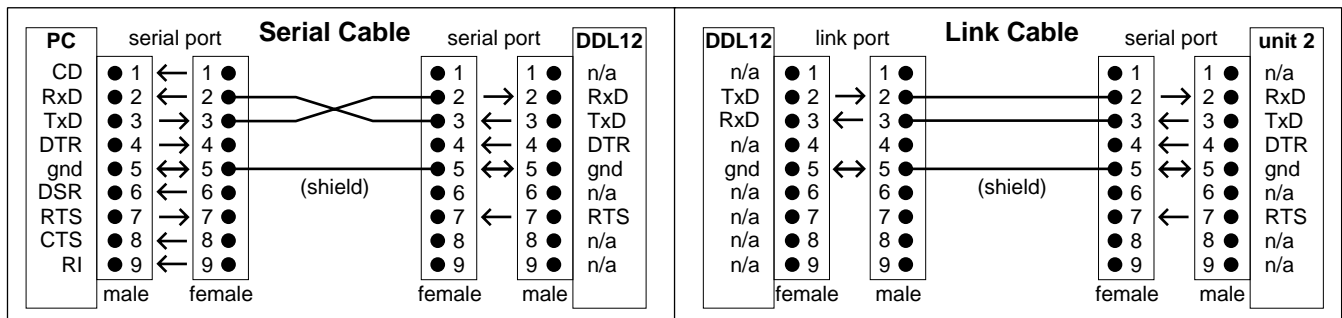 Serial Cable
PC serial port serial port DDL12
CD 1 1 1 1 n/a
RxD 2 2 2 2 RxD
TxD 3 3 3 3 TxD
DTR 4 4 4 4 DTR
gnd 5 5 5 5 gnd
DSR 6 6 6 6 n/a
RTS 7 7 7 7 RTS
CTS 8 8 8 8 n/a
RI 9 9 9 9 n/a
(shield)
male female female male
Link Cable
DDL12 link port serial port unit 2
n/a 1 1 1 1 n/a
TxD 2 2 2 2 RxD
RxD 3 3 3 3 TxD
n/a 4 4 4 4 DTR
gnd 5 5 5 5 gnd
n/a 6 6 6 6 n/a
n/a 7 7 7 7 RTS
n/a 8 8 8 8 n/a
n/a 9 9 9 9 n/a
(shield)
female male female male